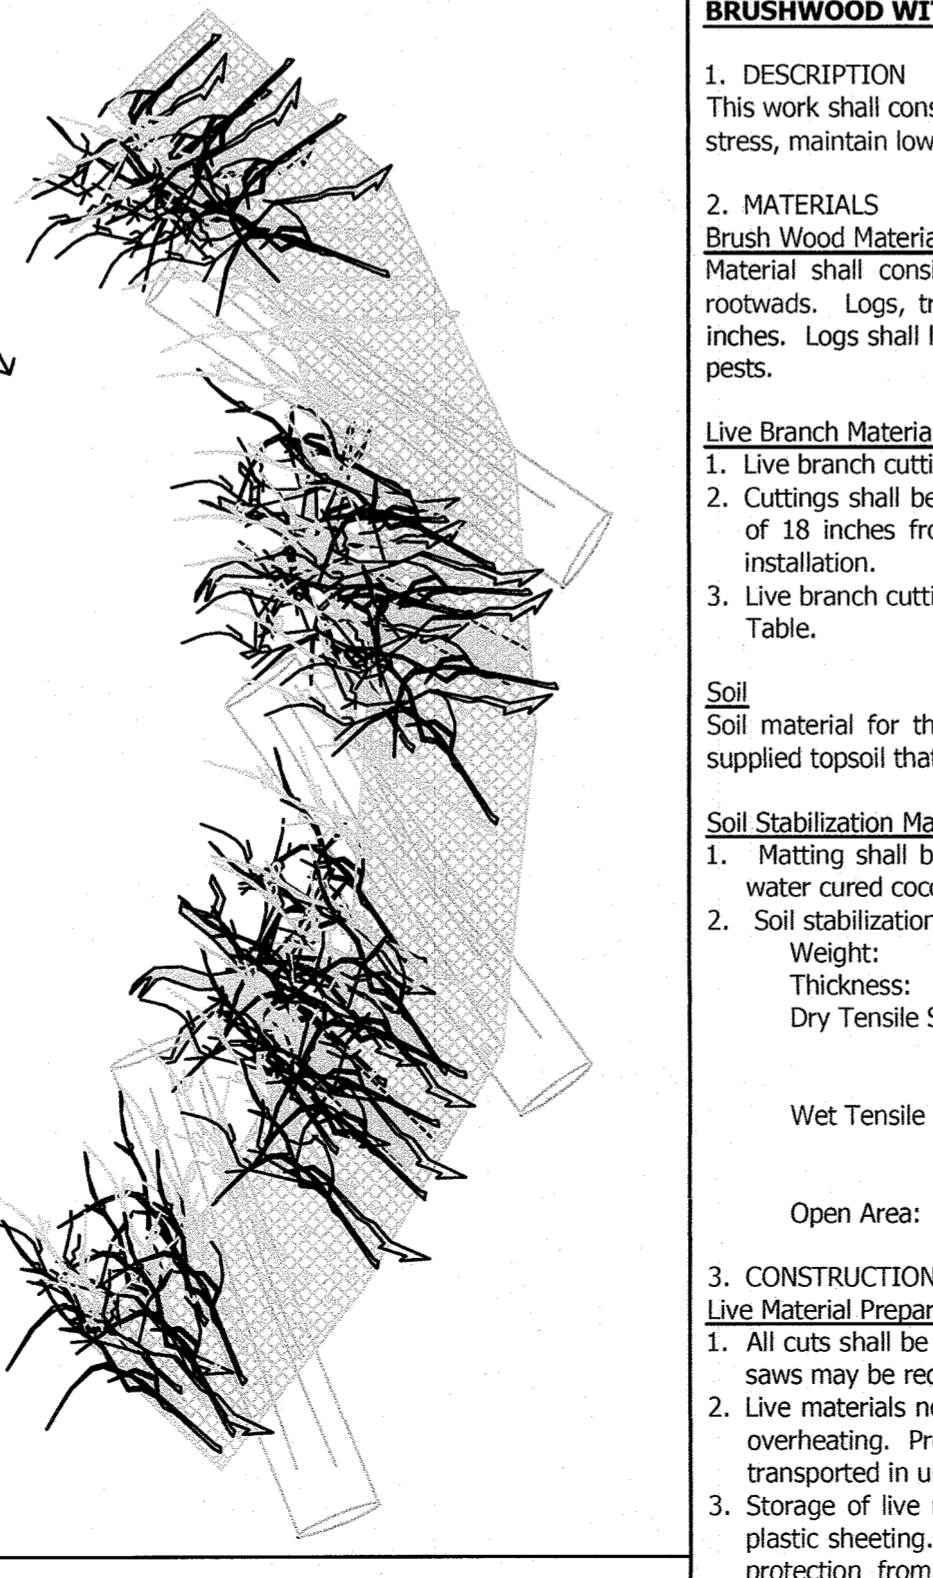 BRUSHWOOD WIT
1. DESCRIPTION
This work shall cons
stress, maintain low
2. MATERIALS
Brush Wood Materia
Material shall consi
rootwads. Logs, tr
inches. Logs shall
pests.
Live Branch Materia
1. Live branch cutti
2. Cuttings shall be
of 18 inches fro
installation.
3. Live branch cutti
Table.
Soil
Soil material for th
supplied topsoil that
Soil Stabilization Ma
1. Matting shall b
water cured coco
2. Soil stabilization
Weight:
Thickness:
Dry Tensile S
Wet Tensile
Open Area:
3. CONSTRUCTION
Live Material Prepar
1. All cuts shall be
saws may be req
2. Live materials ne
overheating. Pr
transported in u
3. Storage of live
plastic sheeting.
protection from